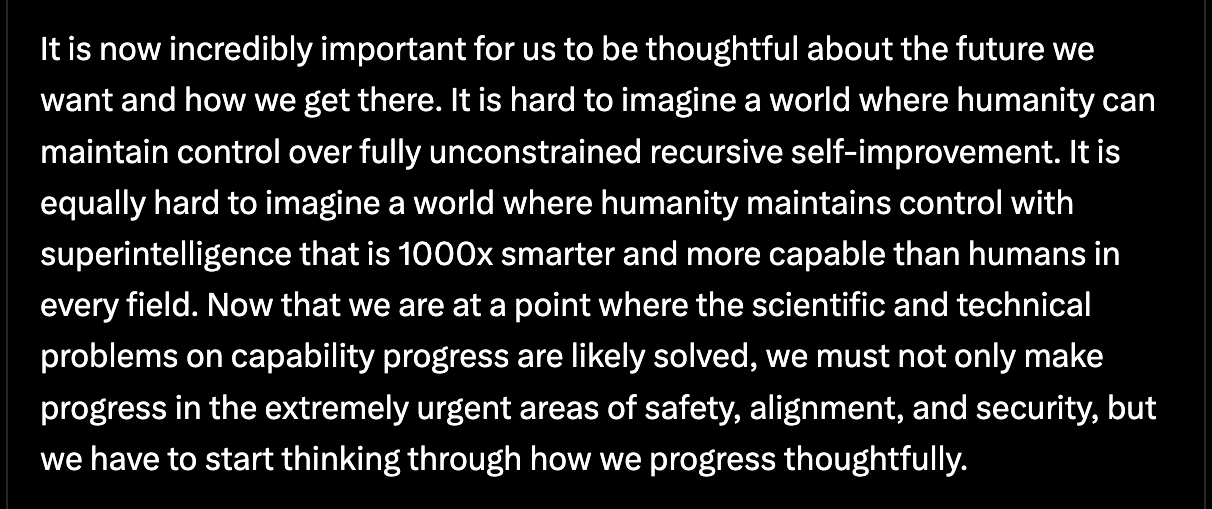 It is now incredibly important for us to be thoughtful about the future we
want and how we get there. It is hard to imagine a world where humanity can
maintain control over fully unconstrained recursive self-improvement. It is
equally hard to imagine a world where humanity maintains control with
superintelligence that is 1000x smarter and more capable than humans in
every field. Now that we are at a point where the scientific and technical
problems on capability progress are likely solved, we must not only make
progress in the extremely urgent areas of safety, alignment, and security, but
we have to start thinking through how we progress thoughtfully.